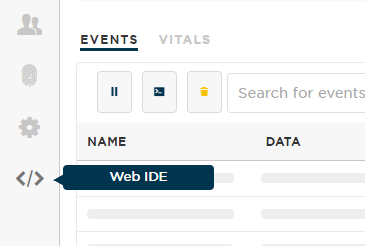 EVENTS VITALS
Search for events
NAME DATA
Web IDE